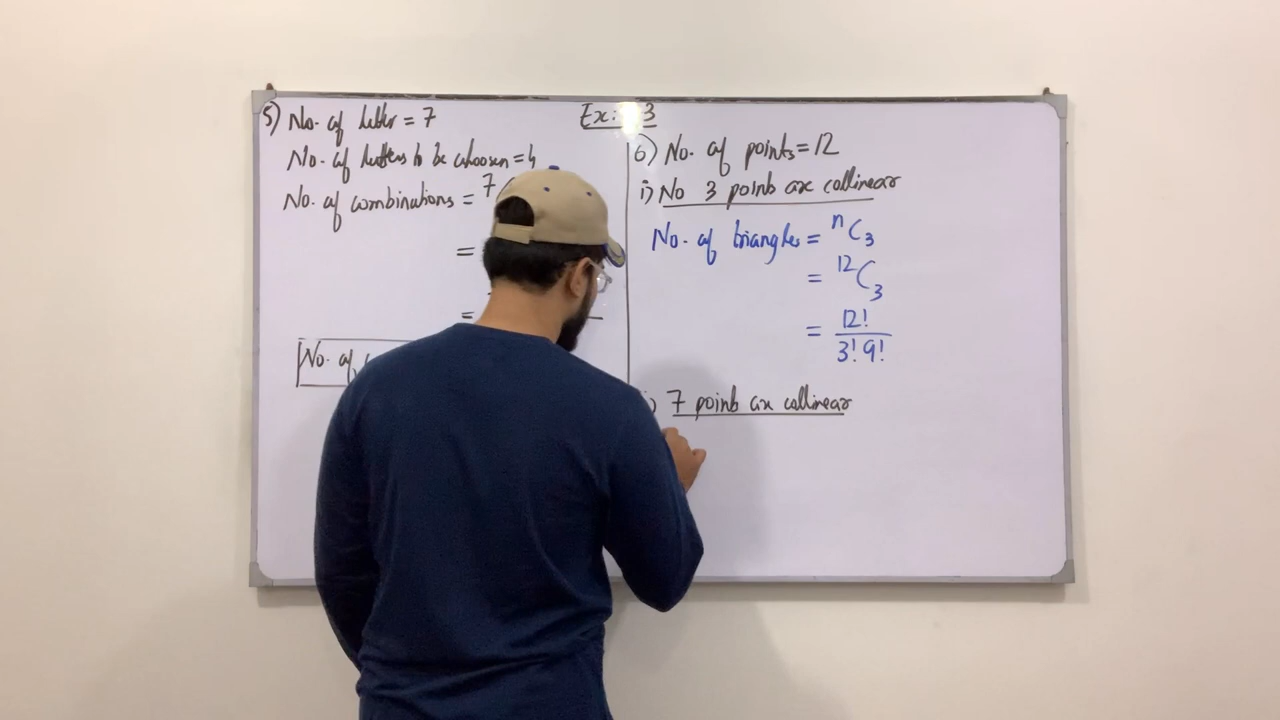 Ex: 3
5) No. of letter = 7
No. of letters to be choosen = 4
No. of combinations = 7
=
=
No. of
6) No. of points = 12
i) No 3 points are collinear
No. of triangles = ⁿC₃
= ¹²C₃
= 12!
3! 9!
) 7 points are collinear